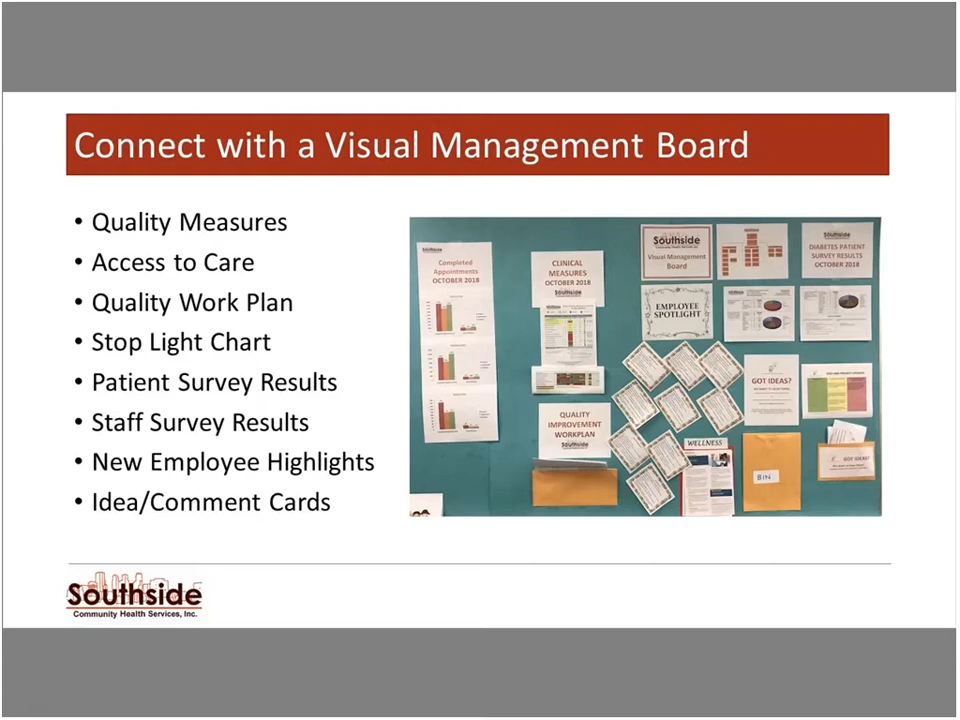 Connect with a Visual Management Board
• Quality Measures
• Access to Care
• Quality Work Plan
• Stop Light Chart
• Patient Survey Results
• Staff Survey Results
• New Employee Highlights
• Idea/Comment Cards
Completed
Appointments
OCTOBER 2018
CLINICAL
MEASURES
OCTOBER 2018
Southside
QUALITY
IMPROVEMENT
WORKPLAN
Southside
Southside
Visual Management
Board
Southside
DIABETES PATIENT
SURVEY RESULTS
OCTOBER 2018
EMPLOYEE
SPOTLIGHT
GOT IDEAS?
WELLNESS
BIN
GOT IDEAS?
Southside
Community Health Services, Inc.